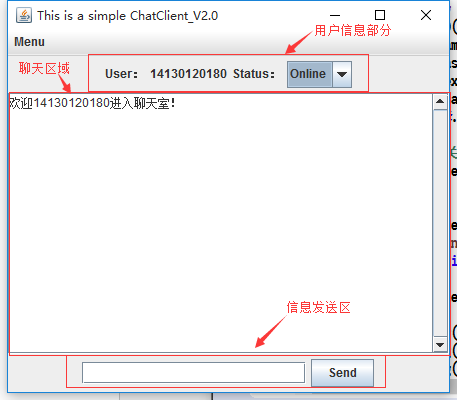 This is a simple ChatClient_V2.0
用户信息部分
Menu
聊天区域
User: 14130120180 Status: Online
欢迎14130120180进入聊天室!
信息发送区
Send